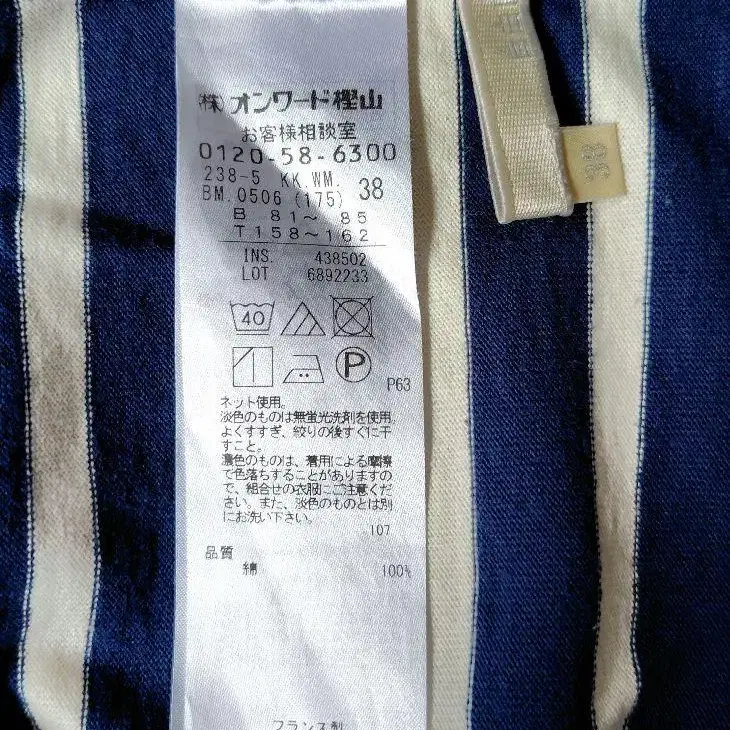 (株)オンワード樫山
お客様相談室
0120-58-6300
238-5 KK.WM.
BM.0506 (175) 38
B 81～ 85
T158～162
INS. 438502
LOT 6892233
40
P
P63
ネット使用。
淡色のものは無蛍光洗剤を使用
よくすすぎ、絞りの後すぐに干
すこと。
濃色のものは、着用による摩擦
で色落ちすることがありますの
で、組合せの衣服にご注意くだ
さい。また、淡色のものとは別
にお洗い下さい。
107
品質
綿 100%
フランス製
38